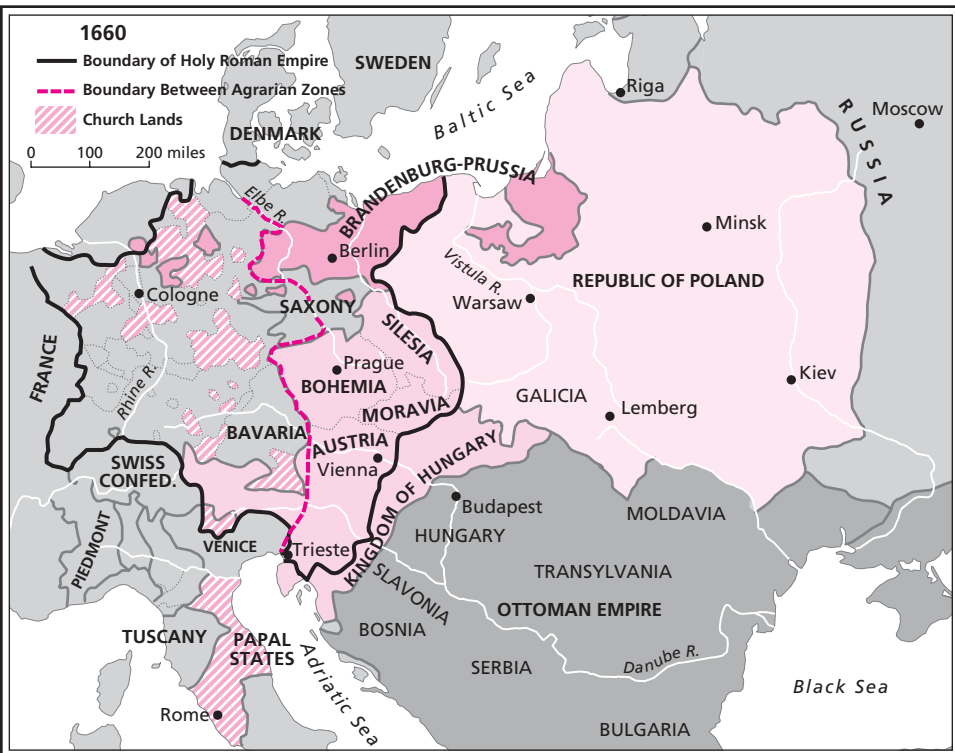 1660
Boundary of Holy Roman Empire
Boundary Between Agrarian Zones
Church Lands
0 100 200 miles
SWEDEN
DENMARK
Baltic Sea
Riga
Moscow
RUSSIA
BRANDENBURG-PRUSSIA
Elbe R.
Berlin
Minsk
REPUBLIC OF POLAND
Vistula R.
Warsaw
Cologne
SAXONY
SILESIA
FRANCE
Rhine R.
Prague
BOHEMIA
MORAVIA
GALICIA
Lemberg
Kiev
BAVARIA
AUSTRIA
Vienna
SWISS
CONFED.
KINGDOM OF HUNGARY
Budapest
HUNGARY
MOLDAVIA
PIEDMONT
VENICE
Trieste
SLAVONIA
TRANSYLVANIA
OTTOMAN EMPIRE
BOSNIA
TUSCANY
PAPAL
STATES
Adriatic Sea
SERBIA
Danube R.
Black Sea
Rome
BULGARIA